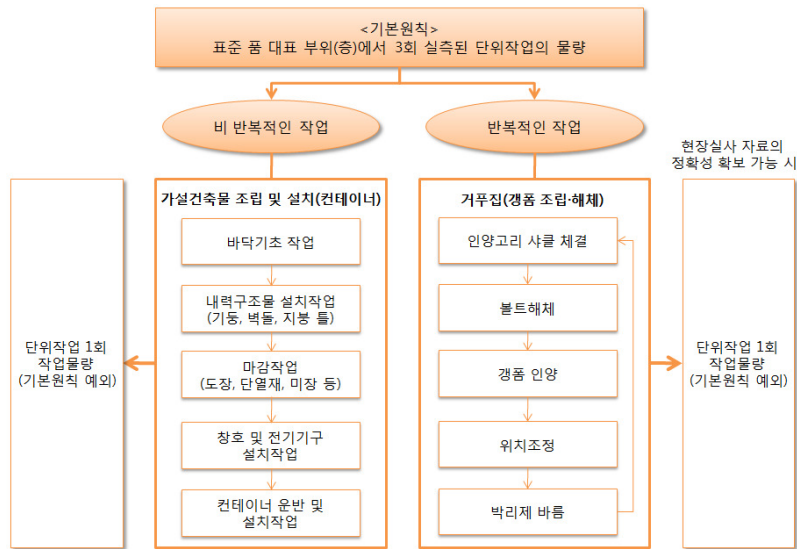 <기본원칙>
표준 품 대표 부위(층)에서 3회 실측된 단위작업의 물량
비 반복적인 작업
반복적인 작업
현장실사 자료의
정확성 확보 가능 시
가설건축물 조립 및 설치(컨테이너)
바닥기초 작업
내력구조물 설치작업
(기둥, 벽돌, 지붕 틀)
마감작업
(도장, 단열재, 미장 등)
창호 및 전기기구
설치작업
컨테이너 운반 및
설치작업
거푸집(갱폼 조립·해체)
인양고리 샤클 체결
볼트해체
갱폼 인양
위치조정
박리제 바름
단위작업 1회
작업물량
(기본원칙 예외)
단위작업 1회
작업물량
(기본원칙 예외)